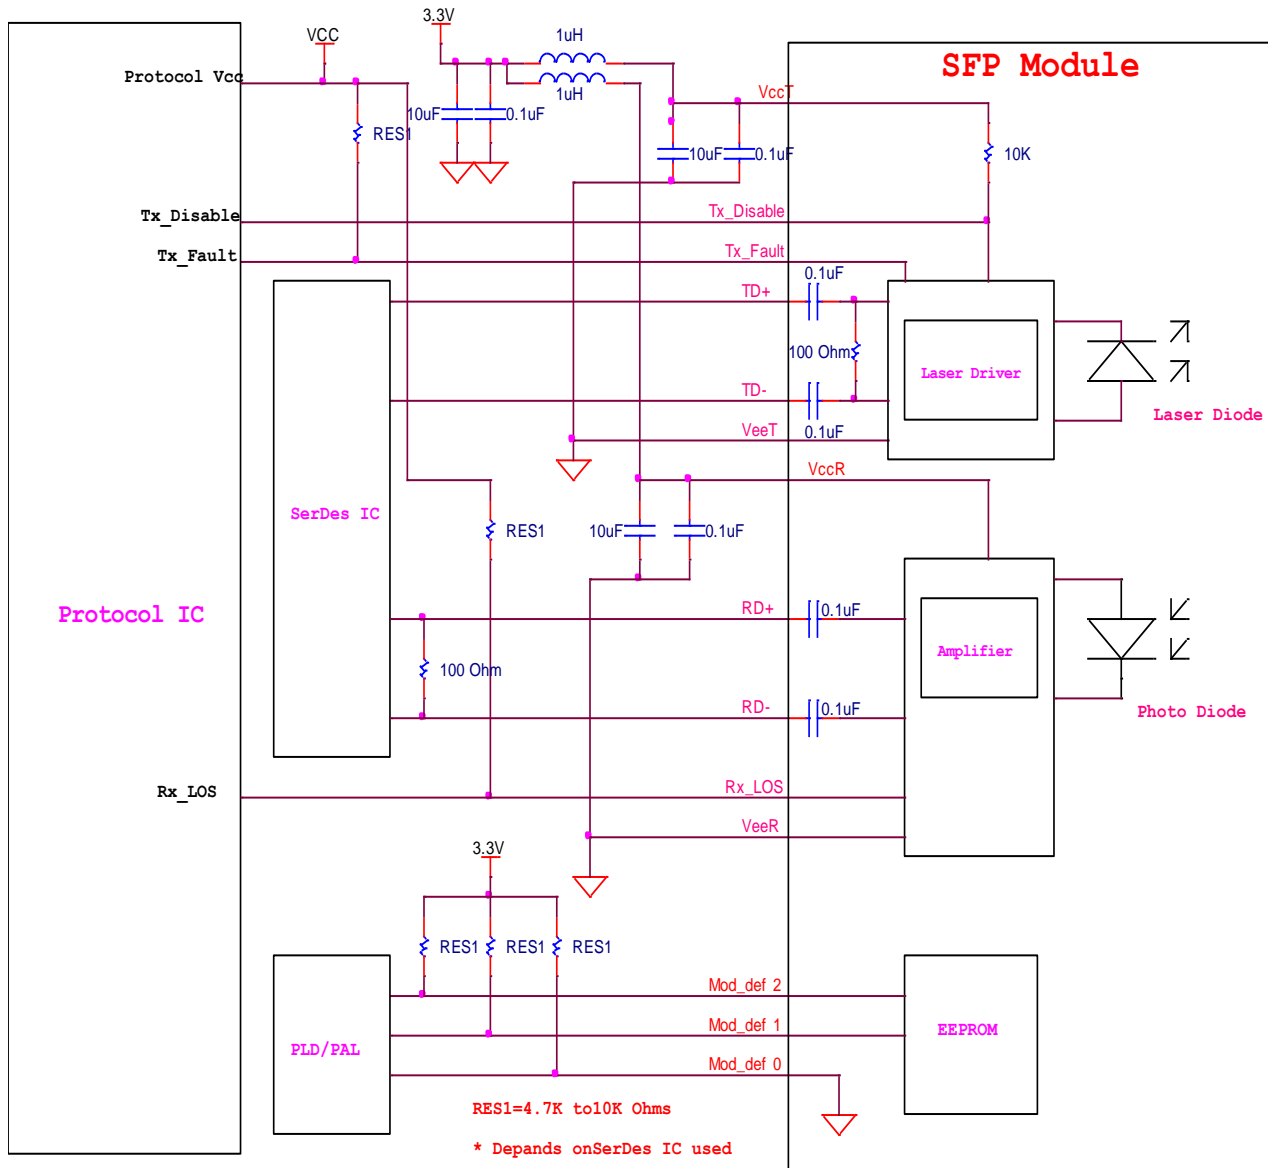 3.3V
VCC
1uH
SFP Module
Protocol Vcc
1uH
VccT
10uF
0.1uF
RES1
10uF
0.1uF
10K
Tx_Disable
Tx_Disable
Tx_Fault
Tx_Fault
0.1uF
TD+
100 Ohm
Laser Driver
TD-
Laser Diode
VeeT
0.1uF
VccR
SerDes IC
RES1
10uF
0.1uF
Protocol IC
RD+
0.1uF
Amplifier
100 Ohm
RD-
0.1uF
Photo Diode
Rx_LOS
Rx_LOS
VeeR
3.3V
RES1
RES1
RES1
Mod_def 2
Mod_def 1
EEPROM
PLD/PAL
Mod_def 0
RES1=4.7K to10K Ohms
* Depands onSerDes IC used